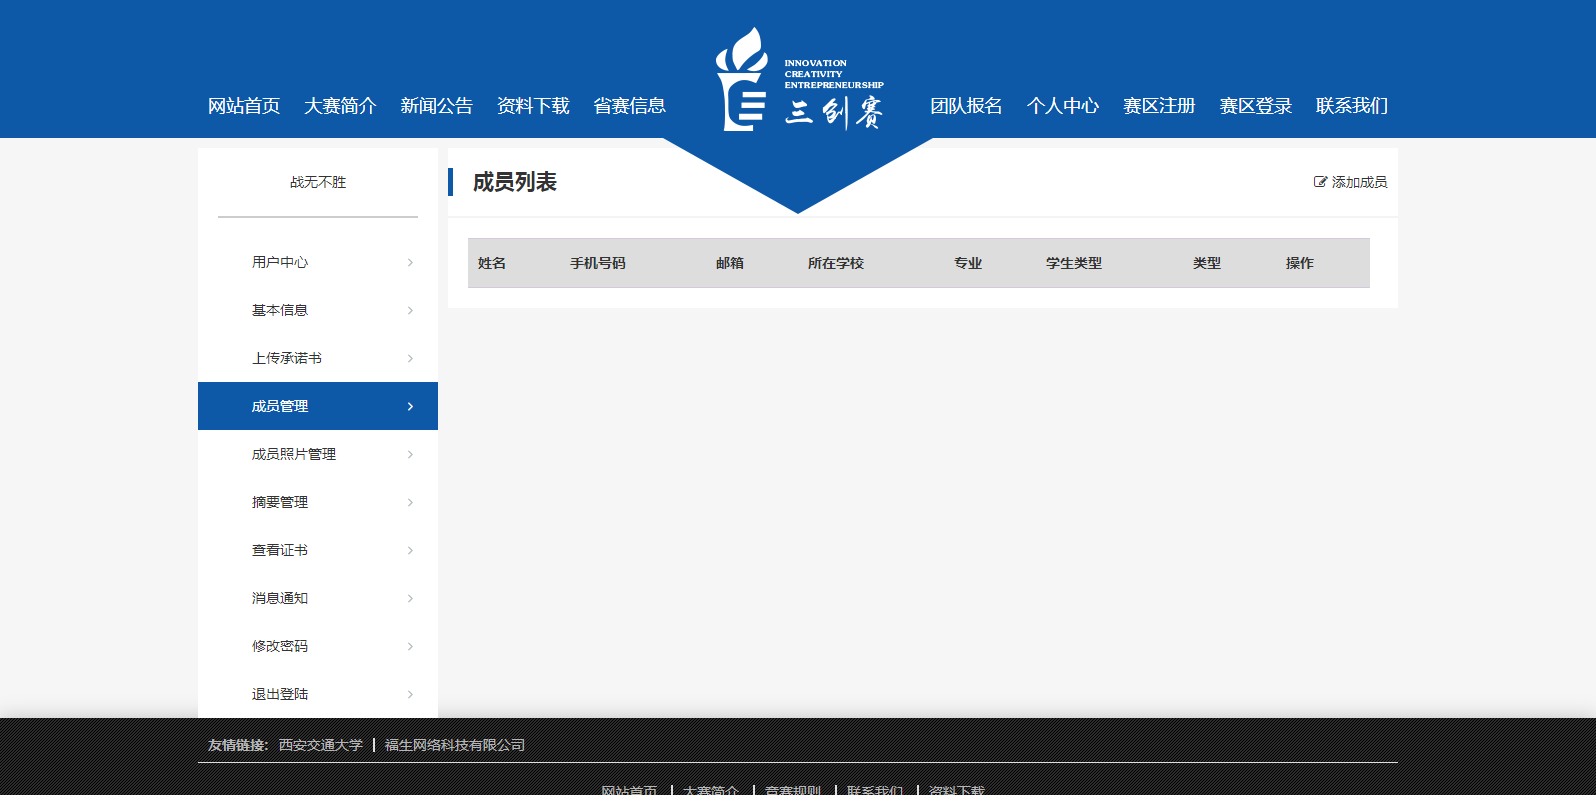 网站首页 大赛简介 新闻公告 资料下载 省赛信息
INNOVATION
CREATIVITY
ENTREPRENEURSHIP
三创赛
团队报名 个人中心 赛区注册 赛区登录 联系我们
战无不胜
用户中心
基本信息
上传承诺书
成员管理
成员照片管理
摘要管理
查看证书
消息通知
修改密码
退出登陆
成员列表
添加成员
姓名 手机号码 邮箱 所在学校 专业 学生类型 类型 操作
友情链接： 西安交通大学 福生网络科技有限公司
网站首页 大赛简介 竞赛规则 联系我们 资料下载